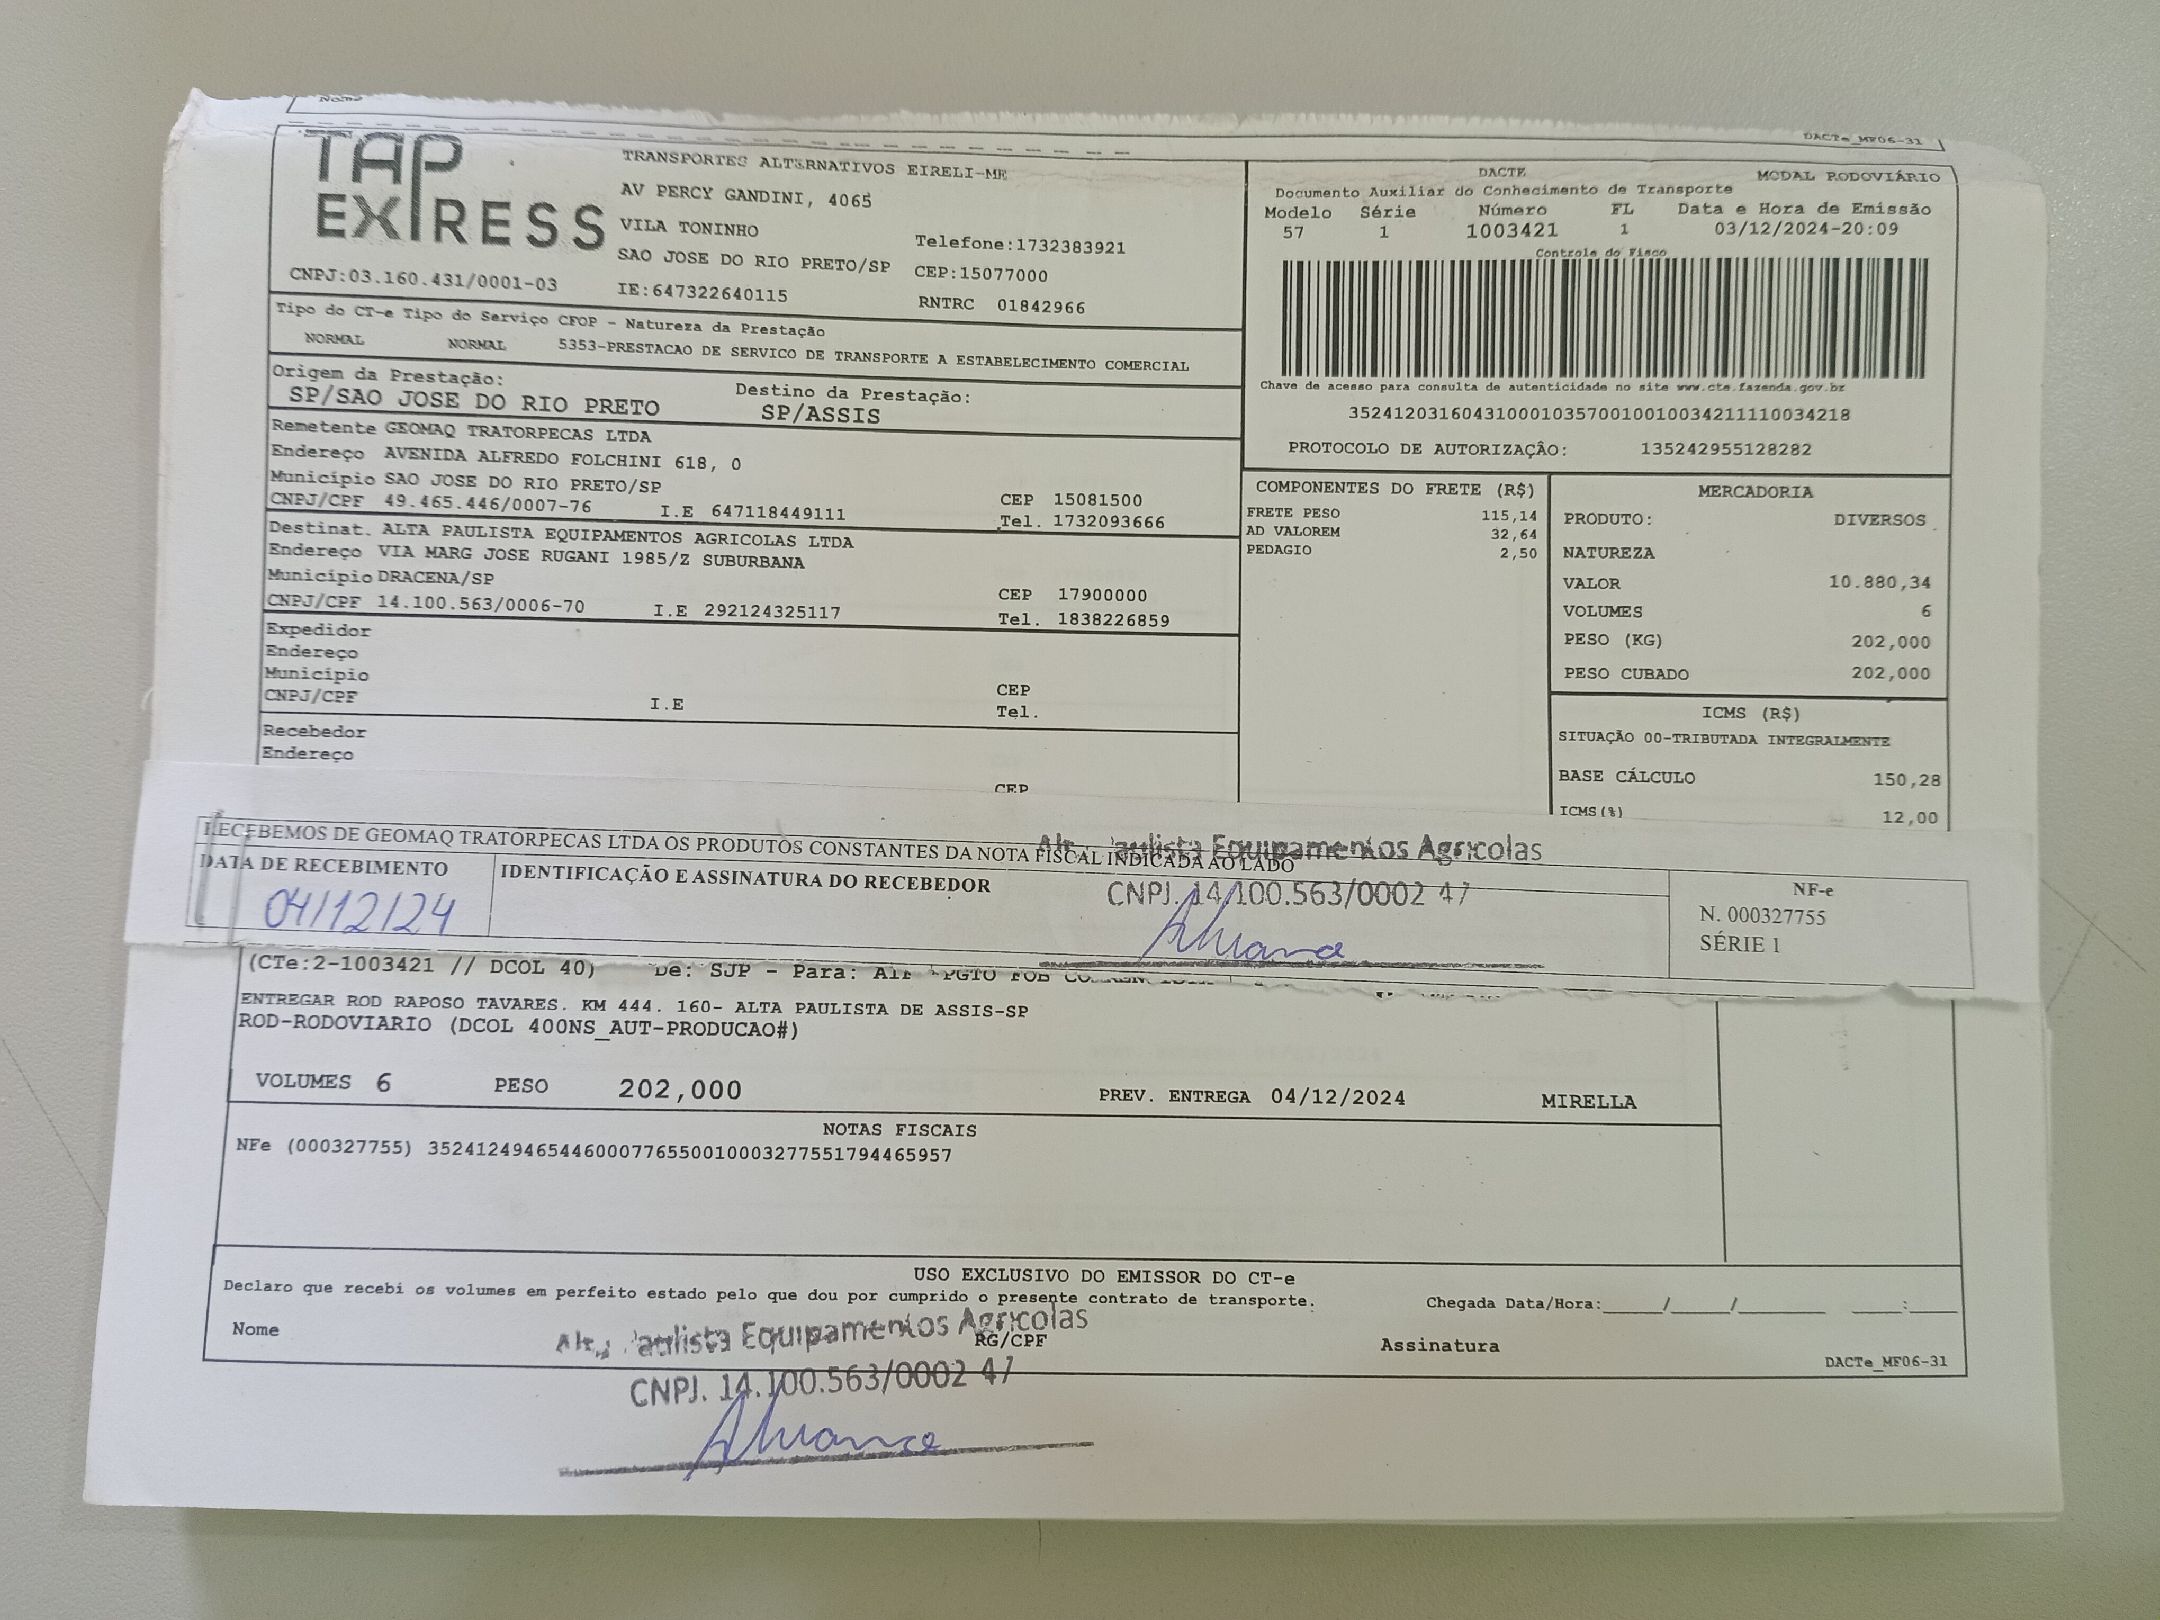 Nome
DACTe_MF06-31
TAP EXPRESS
TRANSPORTES ALTERNATIVOS EIRELI-ME
AV PERCY GANDINI, 4065
VILA TONINHO
Telefone:1732383921
SAO JOSE DO RIO PRETO/SP
CEP:15077000
CNPJ:03.160.431/0001-03
IE:647322640115
RNTRC 01842966
DACTE
MODAL RODOVIÁRIO
Documento Auxiliar do Conhecimento de Transporte
Modelo Série Número FL Data e Hora de Emissão
57 1 1003421 1 03/12/2024-20:09
Controle do Fisco
Chave de acesso para consulta de autenticidade no site www.cte.fazenda.gov.br
35241203160431000103570010010034211110034218
PROTOCOLO DE AUTORIZAÇÃO: 135242955128282
Tipo do CT-e Tipo do Serviço CFOP - Natureza da Prestação
NORMAL NORMAL 5353-PRESTACAO DE SERVICO DE TRANSPORTE A ESTABELECIMENTO COMERCIAL
Origem da Prestação: Destino da Prestação:
SP/SAO JOSE DO RIO PRETO SP/ASSIS
Remetente GEOMAQ TRATORPECAS LTDA
Endereço AVENIDA ALFREDO FOLCHINI 618, 0
Município SAO JOSE DO RIO PRETO/SP CEP 15081500
CNPJ/CPF 49.465.446/0007-76 I.E 647118449111 Tel. 1732093666
Destinat. ALTA PAULISTA EQUIPAMENTOS AGRICOLAS LTDA
Endereço VIA MARG JOSE RUGANI 1985/Z SUBURBANA
Município DRACENA/SP CEP 17900000
CNPJ/CPF 14.100.563/0006-70 I.E 292124325117 Tel. 1838226859
Expedidor
Endereço
Município CEP
CNPJ/CPF I.E Tel.
Recebedor
Endereço
CEP
COMPONENTES DO FRETE (R$)
FRETE PESO 115,14
AD VALOREM 32,64
PEDAGIO 2,50
MERCADORIA
PRODUTO: DIVERSOS
NATUREZA
VALOR 10.880,34
VOLUMES 6
PESO (KG) 202,000
PESO CUBADO 202,000
ICMS (R$)
SITUAÇÃO 00-TRIBUTADA INTEGRALMENTE
BASE CÁLCULO 150,28
ICMS(%) 12,00
RECEBEMOS DE GEOMAQ TRATORPECAS LTDA OS PRODUTOS CONSTANTES DA NOTA FISCAL INDICADA AO LADO
DATA DE RECEBIMENTO
04/12/24
IDENTIFICAÇÃO E ASSINATURA DO RECEBEDOR
Equipamentos Agricolas
CNPJ. 14.100.563/0002 47
NF-e
N. 000327755
SÉRIE 1
(CTe:2-1003421 // DCOL 40) De: SJP - Para:
ENTREGAR ROD RAPOSO TAVARES. KM 444. 160- ALTA PAULISTA DE ASSIS-SP
ROD-RODOVIARIO (DCOL 400NS_AUT-PRODUCAO#)
VOLUMES 6 PESO 202,000 PREV. ENTREGA 04/12/2024 MIRELLA
NOTAS FISCAIS
NFe (000327755) 35241249465446000776550010003277551794465957
USO EXCLUSIVO DO EMISSOR DO CT-e
Declaro que recebi os volumes em perfeito estado pelo que dou por cumprido o presente contrato de transporte.
Chegada Data/Hora:_____/_____/_______ ____:____
Nome RG/CPF Assinatura
DACTe_MF06-31
Equipamentos Agricolas
CNPJ. 14.100.563/0002 47